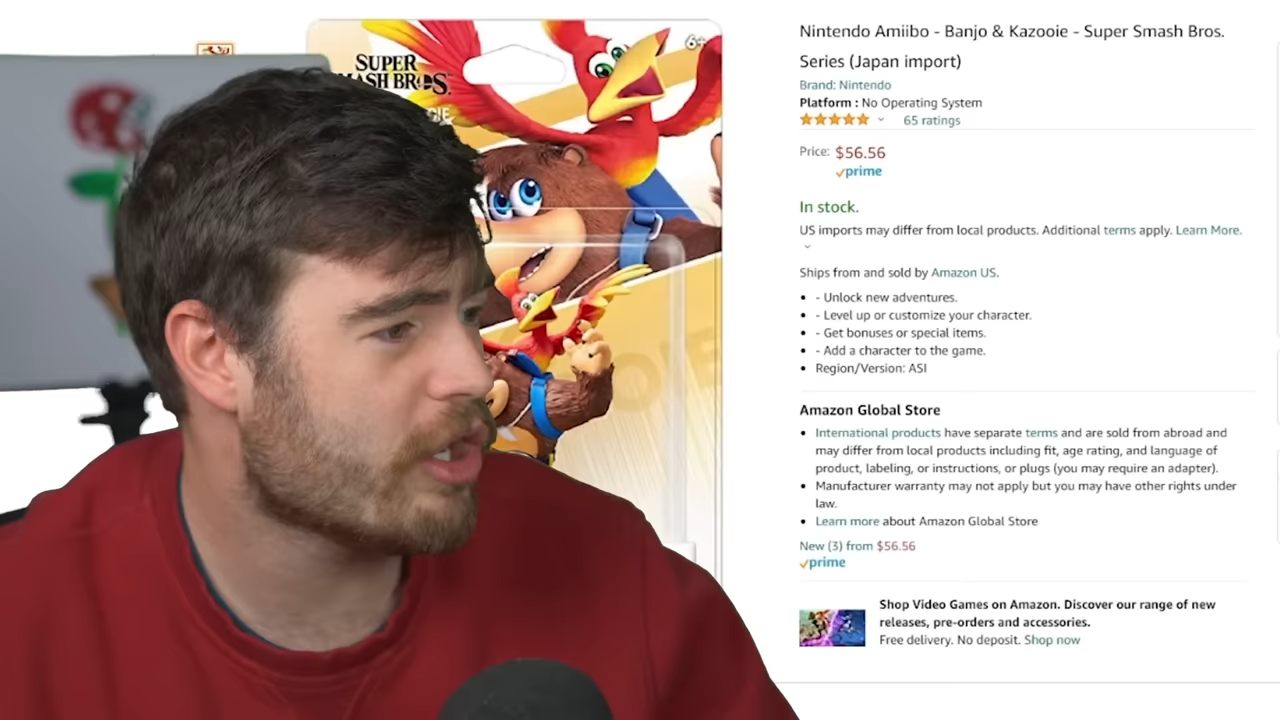 SUPER
SMASH BROS.
6+
Nintendo Amiibo - Banjo & Kazooie - Super Smash Bros.
Series (Japan import)
Brand: Nintendo
Platform : No Operating System
65 ratings
Price: $56.56
prime
In stock.
US imports may differ from local products. Additional terms apply. Learn More.
Ships from and sold by Amazon US.
- Unlock new adventures.
- Level up or customize your character.
- Get bonuses or special items.
- Add a character to the game.
Region/Version: ASI
Amazon Global Store
International products have separate terms and are sold from abroad and
may differ from local products including fit, age rating, and language of
product, labeling, or instructions, or plugs (you may require an adapter).
Manufacturer warranty may not apply but you may have other rights under
law.
Learn more about Amazon Global Store
New (3) from $56.56
prime
Shop Video Games on Amazon. Discover our range of new
releases, pre-orders and accessories.
Free delivery. No deposit. Shop now